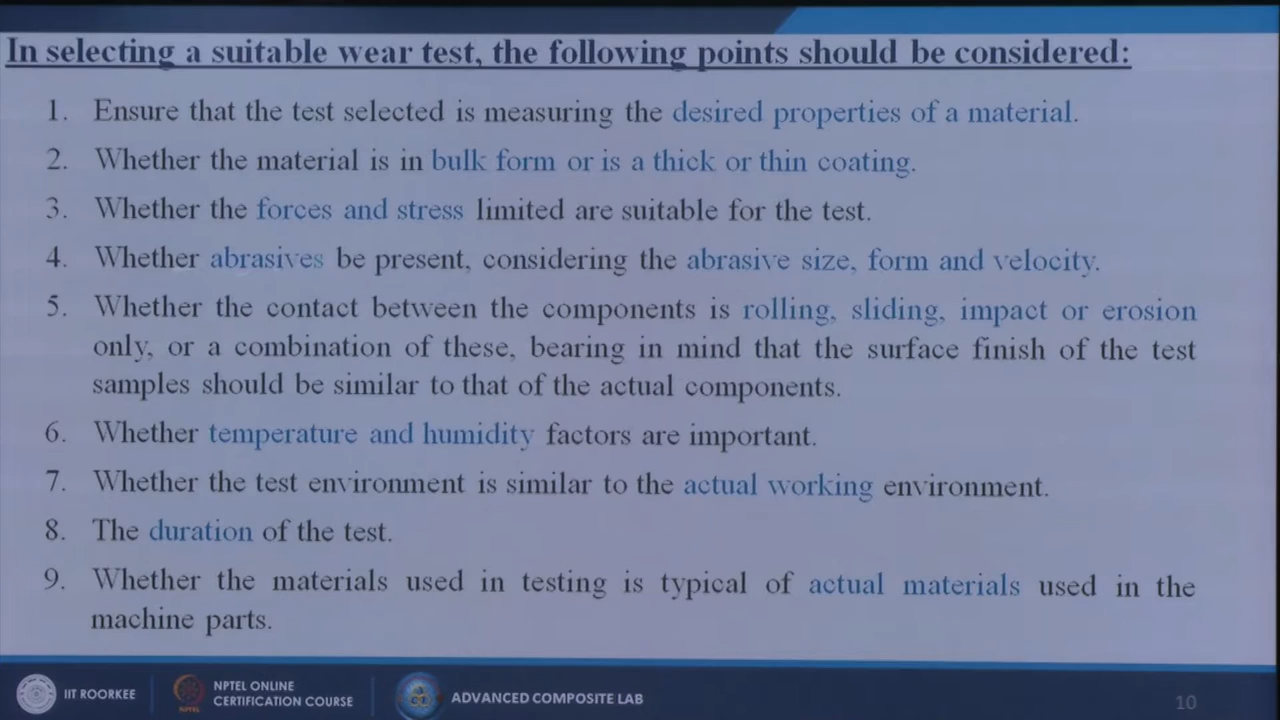 In selecting a suitable wear test, the following points should be considered:
1. Ensure that the test selected is measuring the desired properties of a material.
2. Whether the material is in bulk form or is a thick or thin coating.
3. Whether the forces and stress limited are suitable for the test.
4. Whether abrasives be present, considering the abrasive size, form and velocity.
5. Whether the contact between the components is rolling, sliding, impact or erosion
only, or a combination of these, bearing in mind that the surface finish of the test
samples should be similar to that of the actual components.
6. Whether temperature and humidity factors are important.
7. Whether the test environment is similar to the actual working environment.
8. The duration of the test.
9. Whether the materials used in testing is typical of actual materials used in the
machine parts.
IIT ROORKEE
NPTEL
NPTEL ONLINE
CERTIFICATION COURSE
ADVANCED COMPOSITE LAB
10